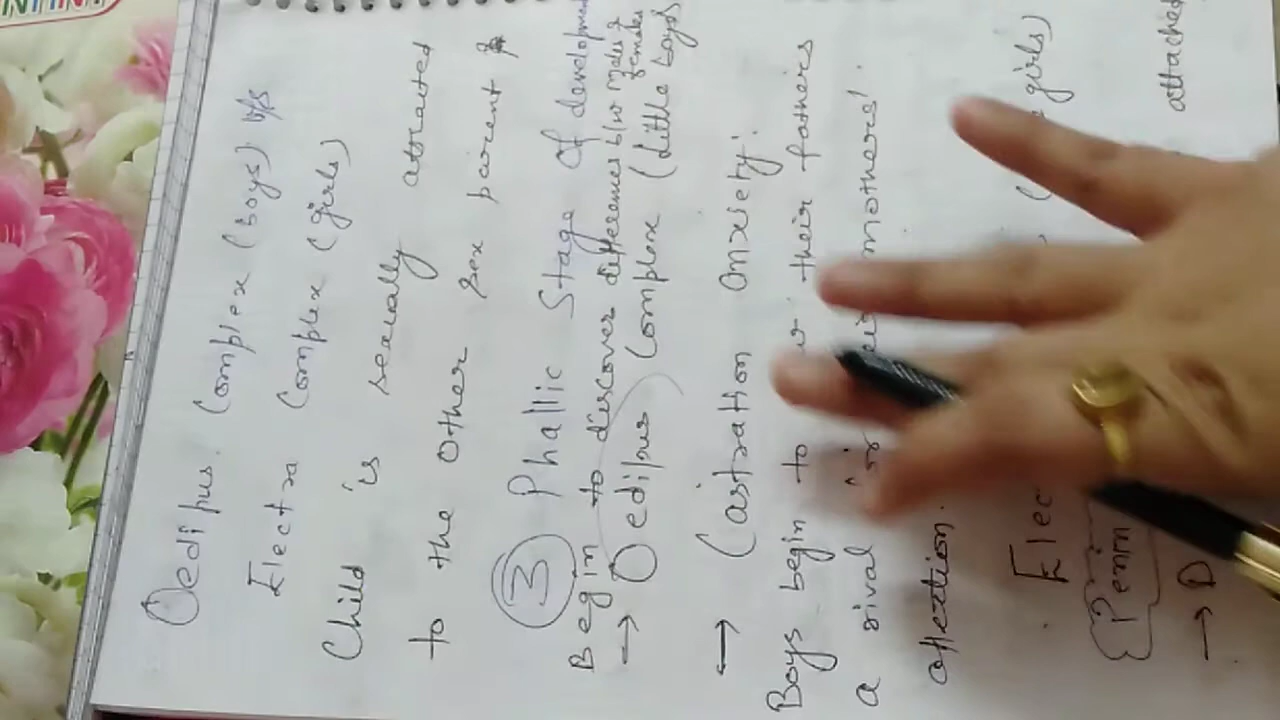 Oedipus Complex (boys) v/s
Electra Complex (girls)
Child is sexually attracted
to the other sex parent
3 Phallic Stage Of development
Begin to discover difference b/w males & females
→ Oedipus Complex (little boys
→ Castration anxiety:
Boys begin to their fathers
a rival mothers'
affection.
Elec girls)
→ D attached